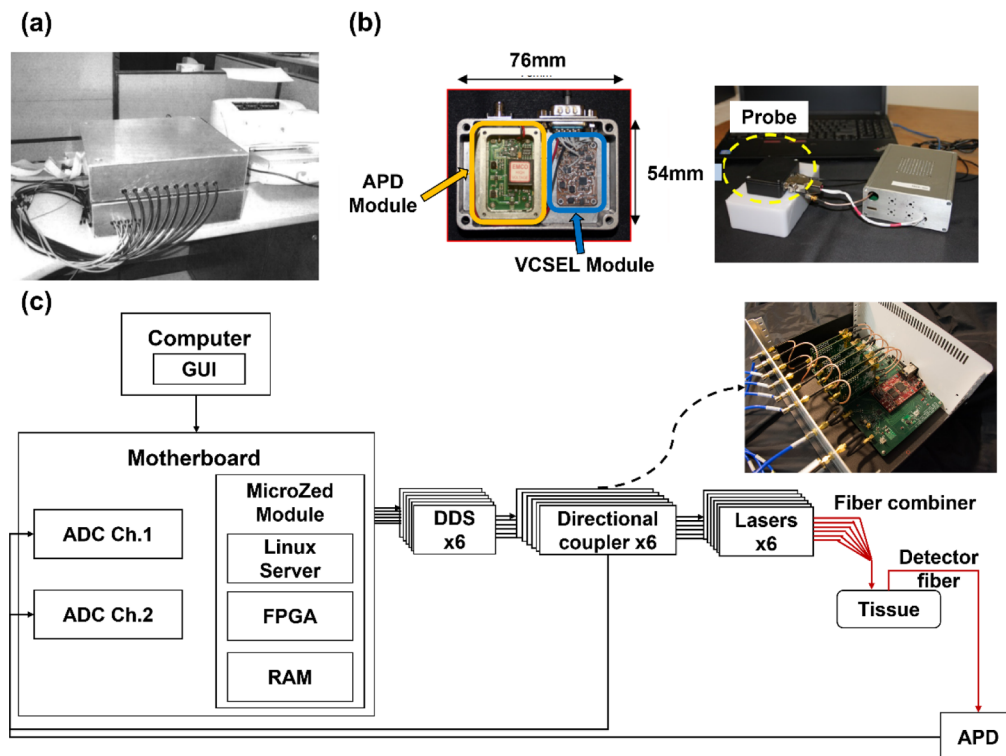 (a)
(b)
76mm
54mm
APD
Module
EMCO
VCSEL Module
Probe
(c)
Computer
GUI
Motherboard
ADC Ch.1
ADC Ch.2
MicroZed
Module
Linux
Server
FPGA
RAM
DDS
x6
Directional
coupler x6
Lasers
x6
Fiber combiner
Detector
fiber
Tissue
APD